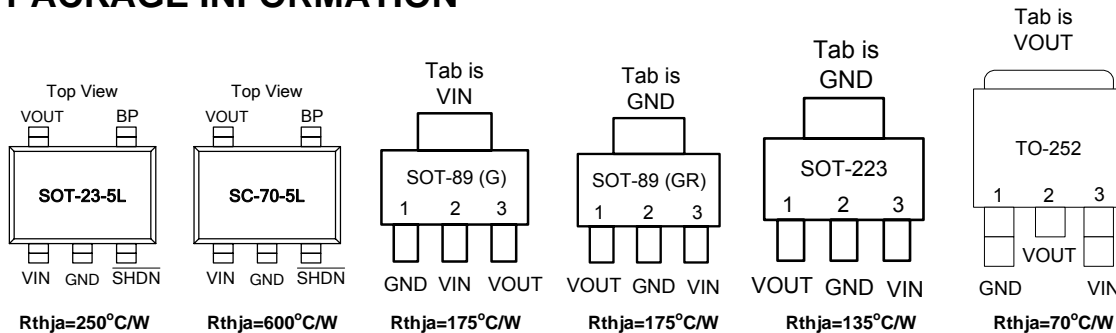 PACKAGE INFORMATION
Top View
VOUT BP
SOT-23-5L
VIN GND SHDN
Rthja=250°C/W
Top View
VOUT BP
SC-70-5L
VIN GND SHDN
Rthja=600°C/W
Tab is
VIN
SOT-89 (G)
1 2 3
GND VIN VOUT
Rthja=175°C/W
Tab is
GND
SOT-89 (GR)
1 2 3
VOUT GND VIN
Rthja=175°C/W
Tab is
GND
SOT-223
1 2 3
VOUT GND VIN
Rthja=135°C/W
Tab is
VOUT
TO-252
1 2 3
VOUT
GND VIN
Rthja=70°C/W